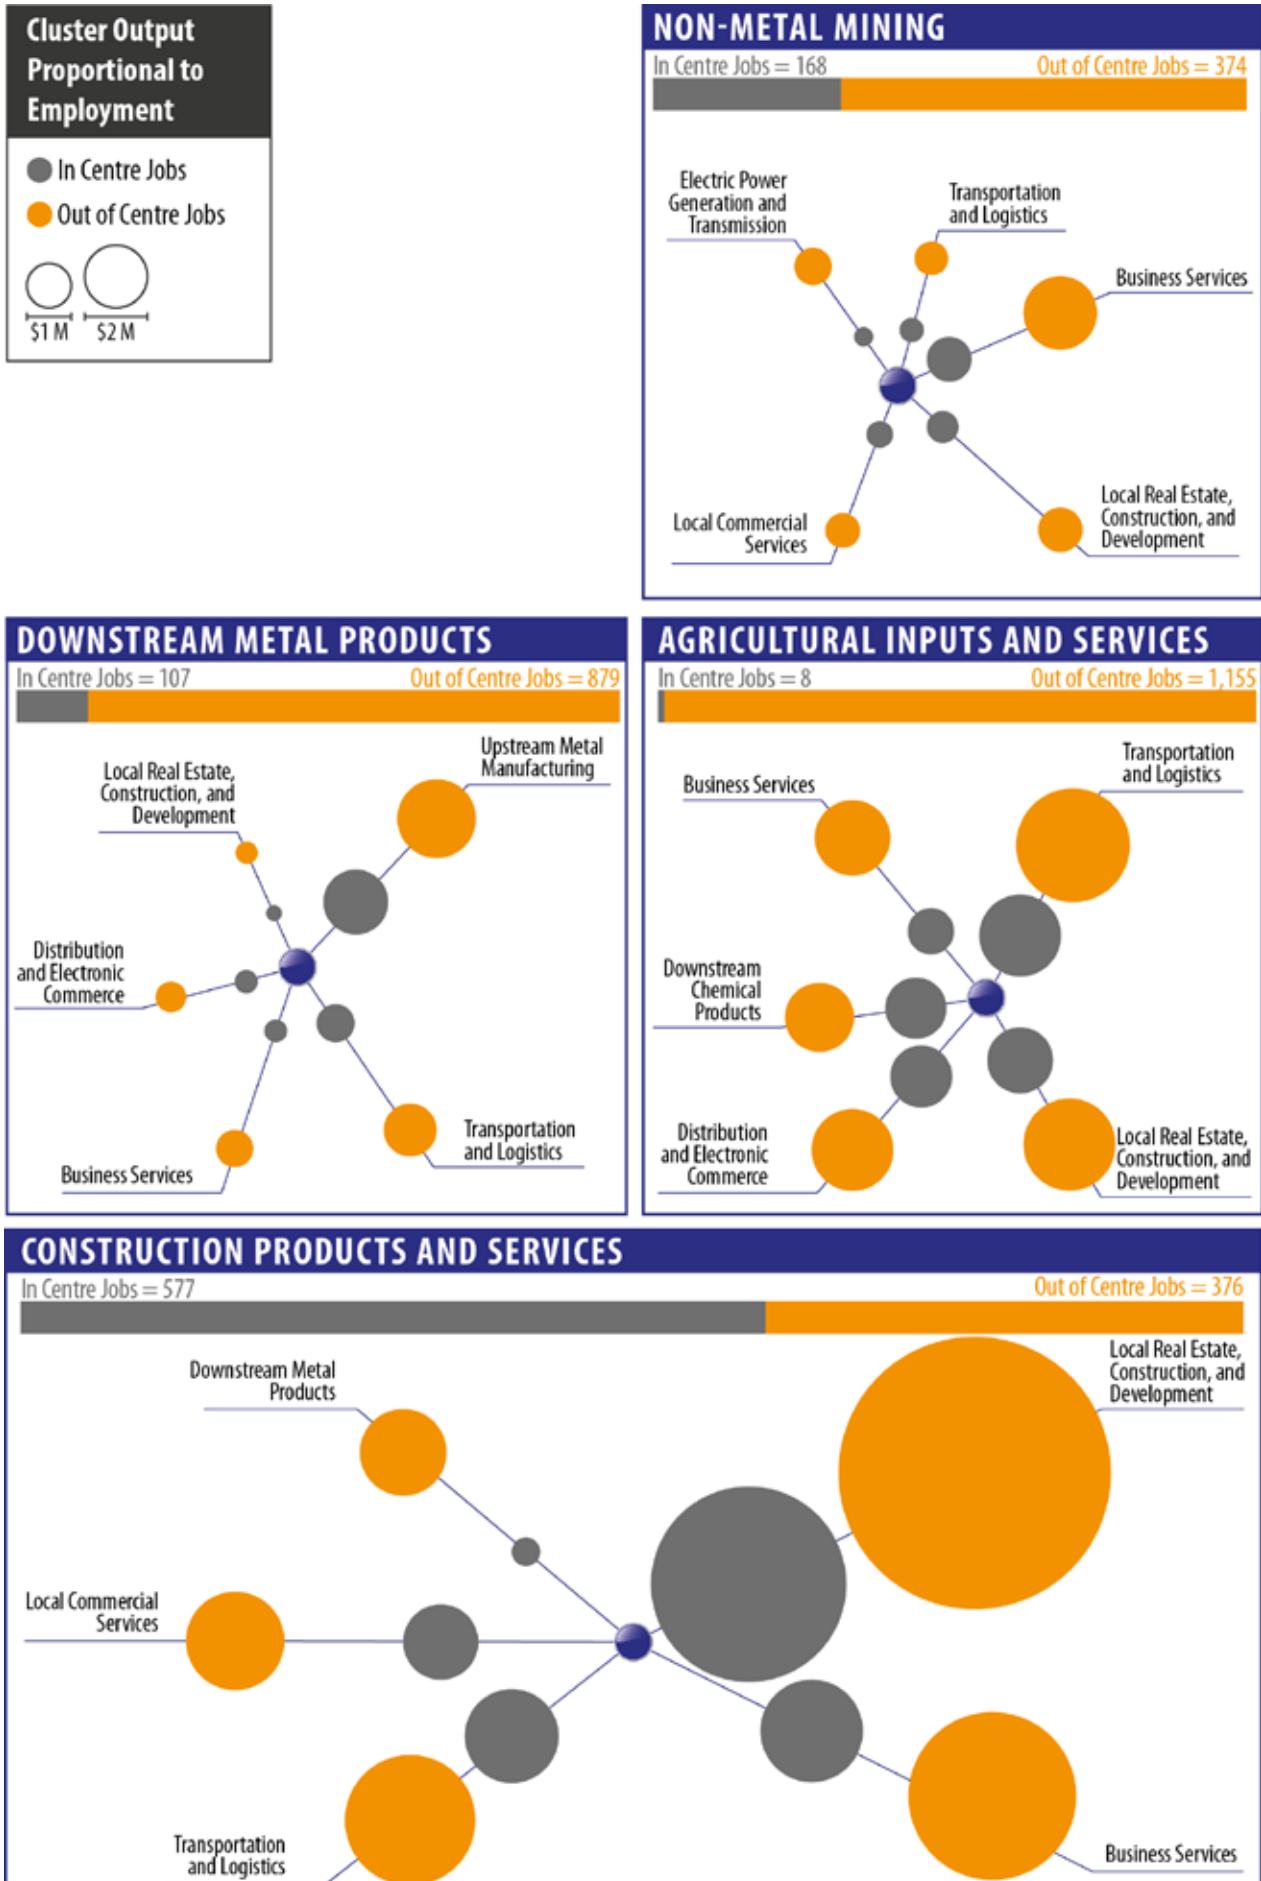 Cluster Output
Proportional to
Employment
In Centre Jobs
Out of Centre Jobs
$1 M
$2 M
NON-METAL MINING
In Centre Jobs = 168
Out of Centre Jobs = 374
Electric Power
Generation and
Transmission
Transportation
and Logistics
Business Services
Local Commercial
Services
Local Real Estate,
Construction, and
Development
DOWNSTREAM METAL PRODUCTS
In Centre Jobs = 107
Out of Centre Jobs = 879
Upstream Metal
Manufacturing
Local Real Estate,
Construction, and
Development
Distribution
and Electronic
Commerce
Transportation
and Logistics
Business Services
AGRICULTURAL INPUTS AND SERVICES
In Centre Jobs = 8
Out of Centre Jobs = 1,155
Transportation
and Logistics
Business Services
Downstream
Chemical
Products
Distribution
and Electronic
Commerce
Local Real Estate,
Construction, and
Development
CONSTRUCTION PRODUCTS AND SERVICES
In Centre Jobs = 577
Out of Centre Jobs = 376
Local Real Estate,
Construction, and
Development
Downstream Metal
Products
Local Commercial
Services
Transportation
and Logistics
Business Services